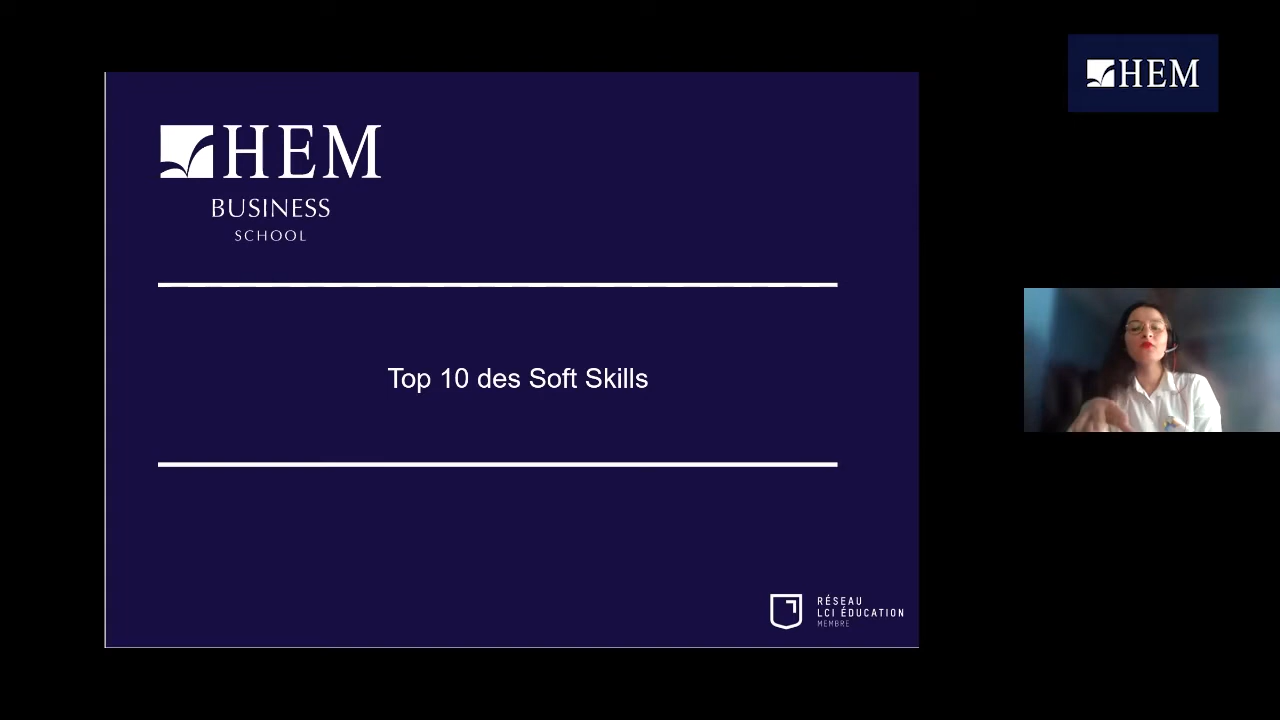 HEM
BUSINESS
SCHOOL
Top 10 des Soft Skills
RÉSEAU
LCI ÉDUCATION
MEMBRE
HEM